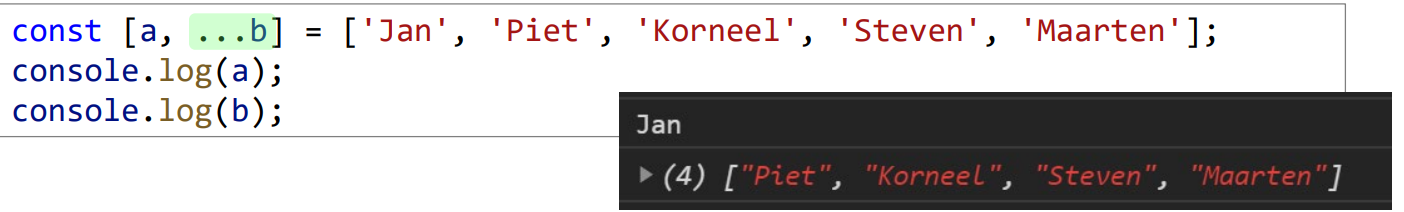 const [a, ...b] = ['Jan', 'Piet', 'Korneel', 'Steven', 'Maarten'];
console.log(a);
console.log(b);
Jan
▶(4) ["Piet", "Korneel", "Steven", "Maarten"]